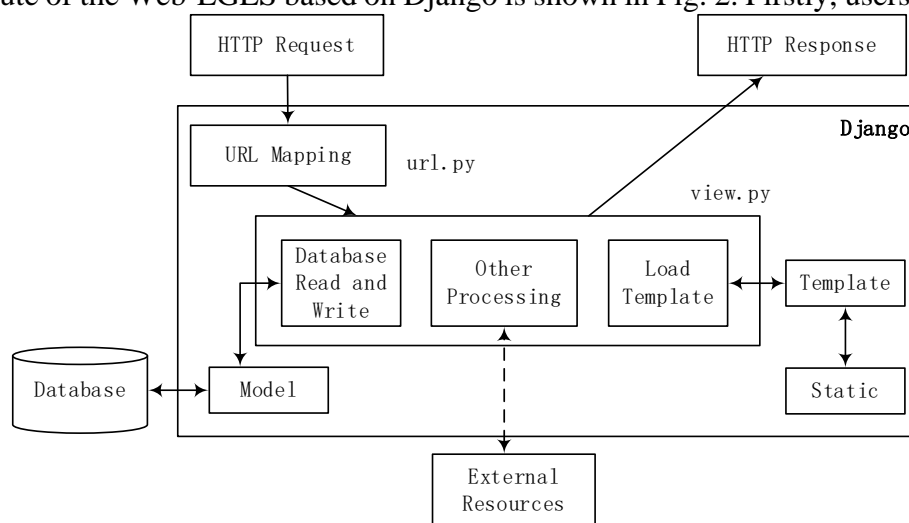 ute of the Web-EGES based on Django is shown in Fig. 2. Firstly, users
HTTP Request
HTTP Response
Django
URL Mapping
url.py
view.py
Database
Read and
Write
Other
Processing
Load
Template
Template
Database
Model
Static
External
Resources